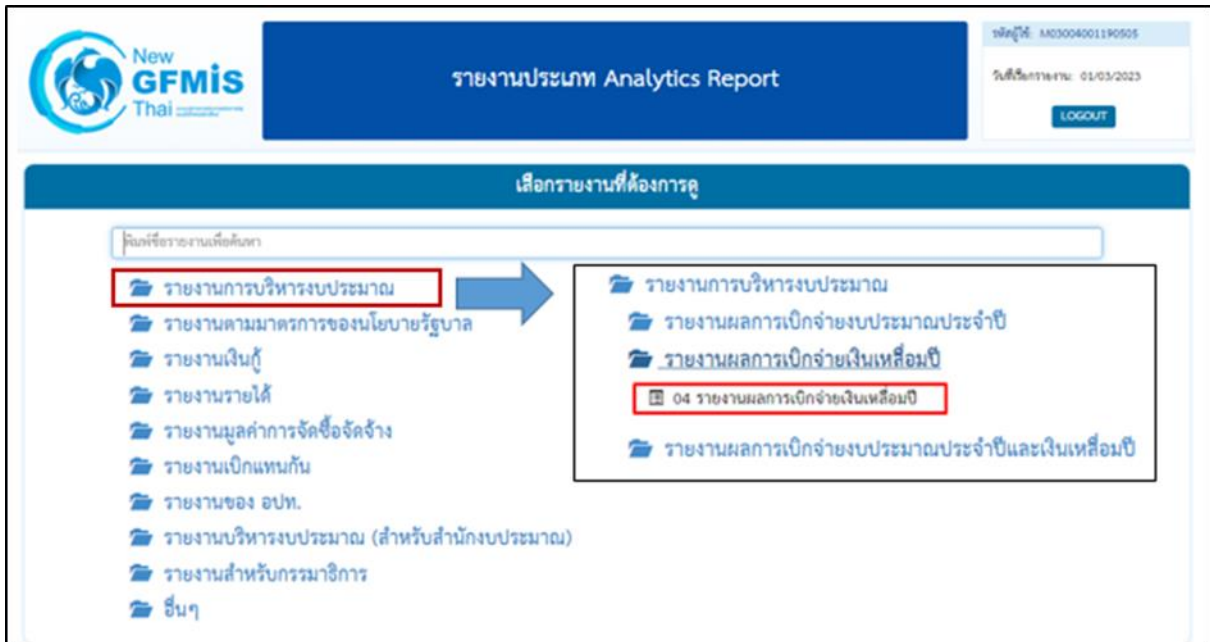 New
GFMIS
Thai
รายงานประเภท Analytics Report
รหัสผู้ใช้: M03004001190505
วันที่เรียกรายงาน: 01/03/2023
LOGOUT
เลือกรายงานที่ต้องการดู
พิมพ์ชื่อรายงานเพื่อค้นหา
รายงานการบริหารงบประมาณ
รายงานตามมาตรการของนโยบายรัฐบาล
รายงานเงินกู้
รายงานรายได้
รายงานมูลค่าการจัดซื้อจัดจ้าง
รายงานเบิกแทนกัน
รายงานของ อปท.
รายงานบริหารงบประมาณ (สำหรับสำนักงบประมาณ)
รายงานสำหรับกรรมาธิการ
อื่นๆ
รายงานการบริหารงบประมาณ
รายงานผลการเบิกจ่ายงบประมาณประจำปี
รายงานผลการเบิกจ่ายเงินเหลื่อมปี
04 รายงานผลการเบิกจ่ายเงินเหลื่อมปี
รายงานผลการเบิกจ่ายงบประมาณประจำปีและเงินเหลื่อมปี